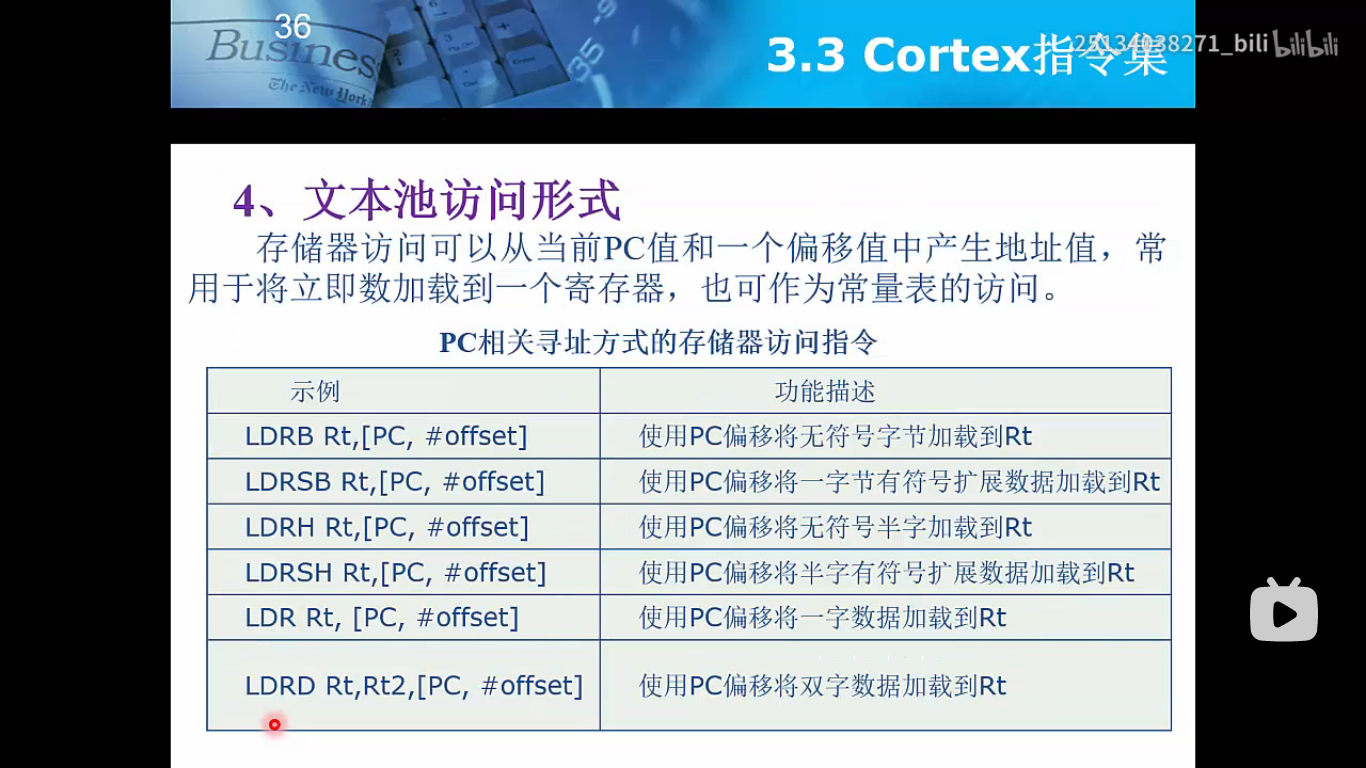 36
Business
The New York
-9
35
3.3 Cortex指令集
25134038271_bili bilibili
4、文本池访问形式
存储器访问可以从当前PC值和一个偏移值中产生地址值，常
用于将立即数加载到一个寄存器，也可作为常量表的访问。
PC相关寻址方式的存储器访问指令
示例 功能描述
LDRB Rt,[PC, #offset] 使用PC偏移将无符号字节加载到Rt
LDRSB Rt,[PC, #offset] 使用PC偏移将一字节有符号扩展数据加载到Rt
LDRH Rt,[PC, #offset] 使用PC偏移将无符号半字加载到Rt
LDRSH Rt,[PC, #offset] 使用PC偏移将半字有符号扩展数据加载到Rt
LDR Rt, [PC, #offset] 使用PC偏移将一字数据加载到Rt
LDRD Rt,Rt2,[PC, #offset] 使用PC偏移将双字数据加载到Rt